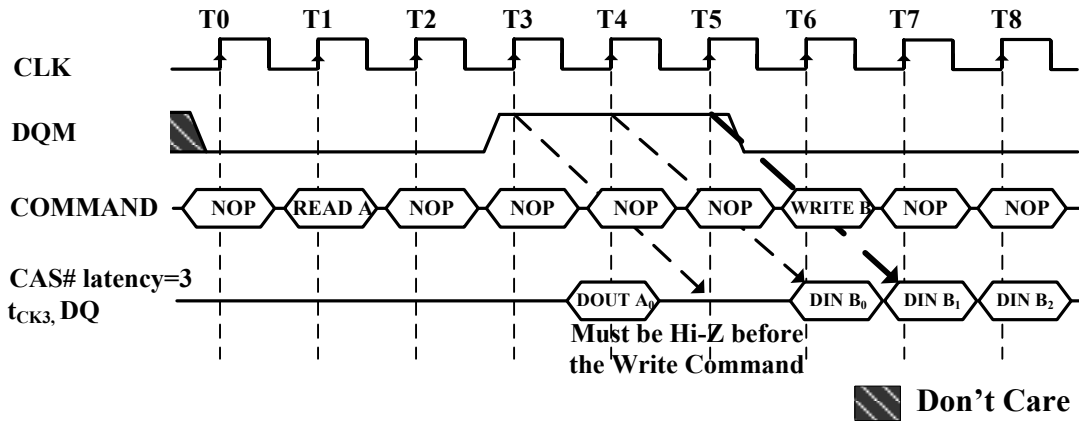 T0 T1 T2 T3 T4 T5 T6 T7 T8
CLK
DQM
COMMAND NOP READ A NOP NOP NOP NOP WRITE B NOP NOP
CAS# latency=3
tCK3, DQ DOUT A0 DIN B0 DIN B1 DIN B2
Must be Hi-Z before
the Write Command
Don't Care